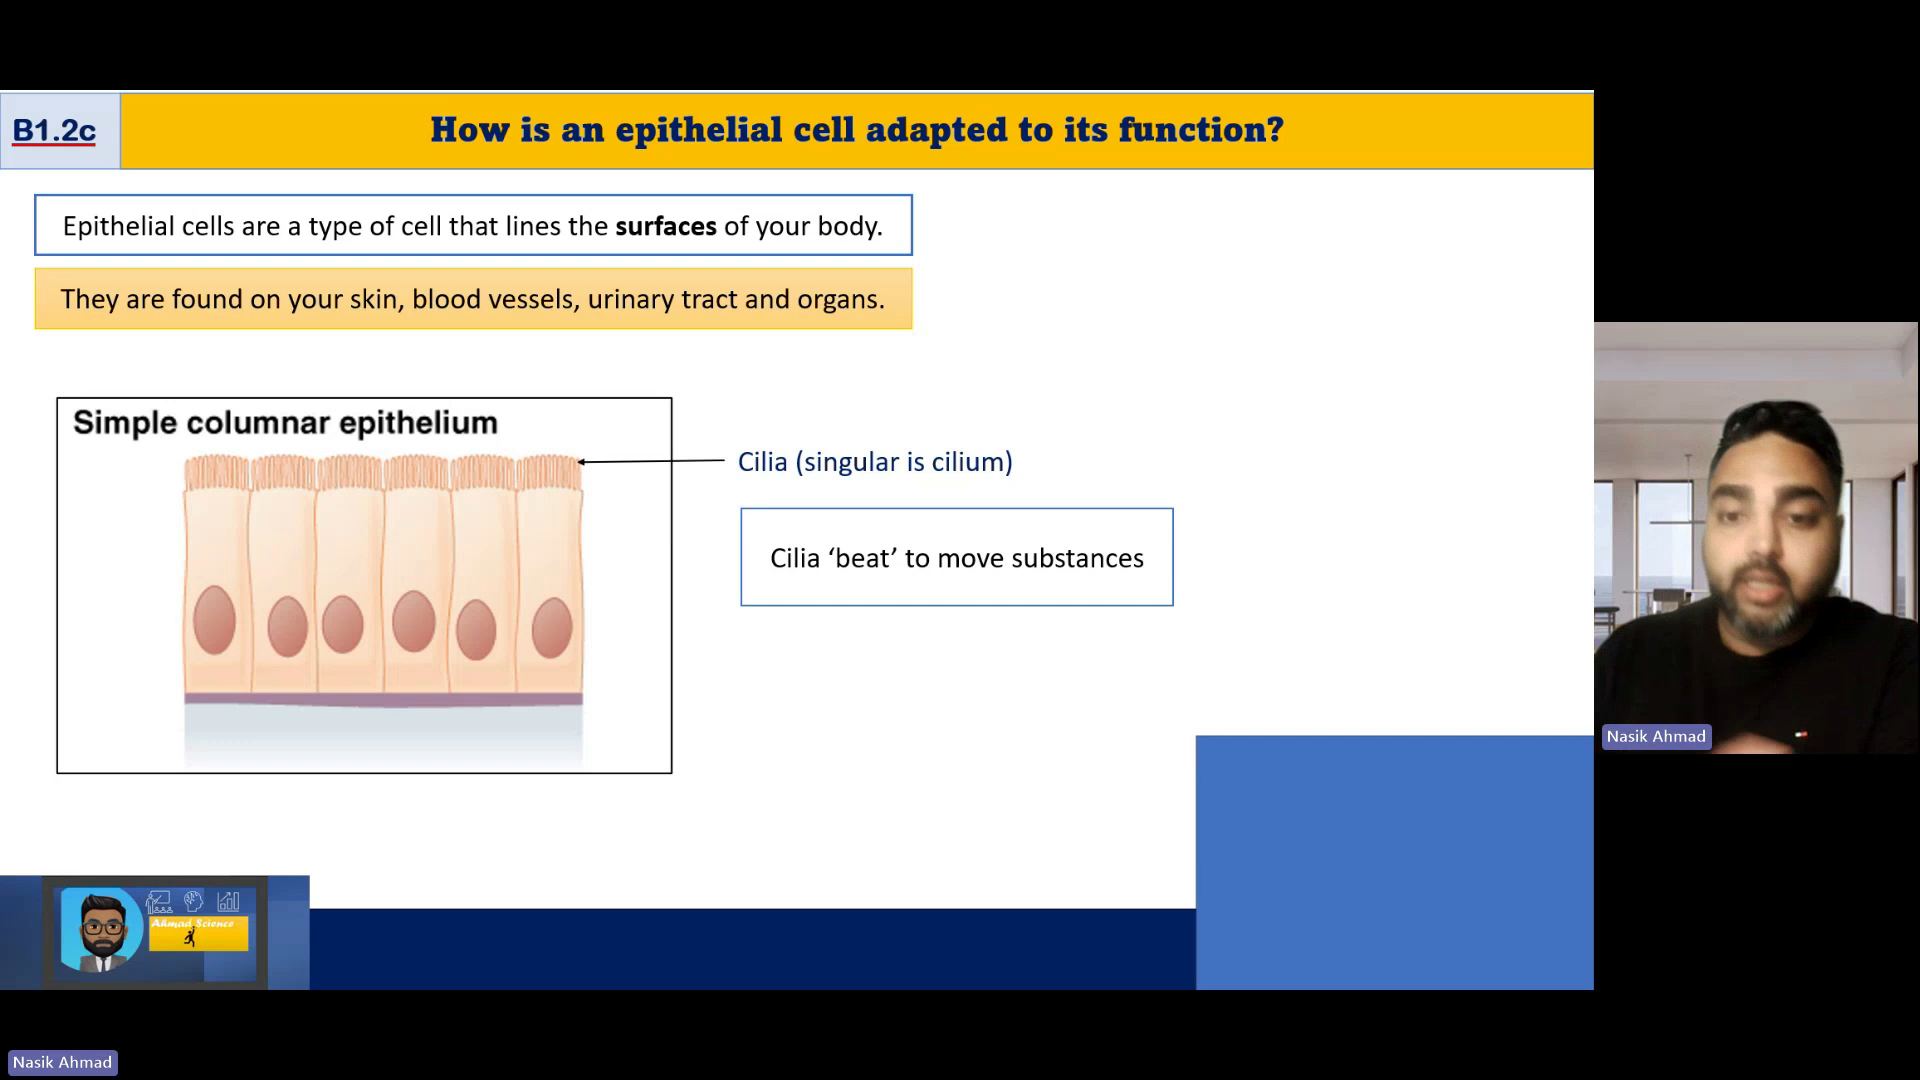 B1.2c
How is an epithelial cell adapted to its function?
Epithelial cells are a type of cell that lines the surfaces of your body.
They are found on your skin, blood vessels, urinary tract and organs.
Simple columnar epithelium
Cilia (singular is cilium)
Cilia ‘beat’ to move substances
Nasik Ahmad
Ahmad Science
Nasik Ahmad